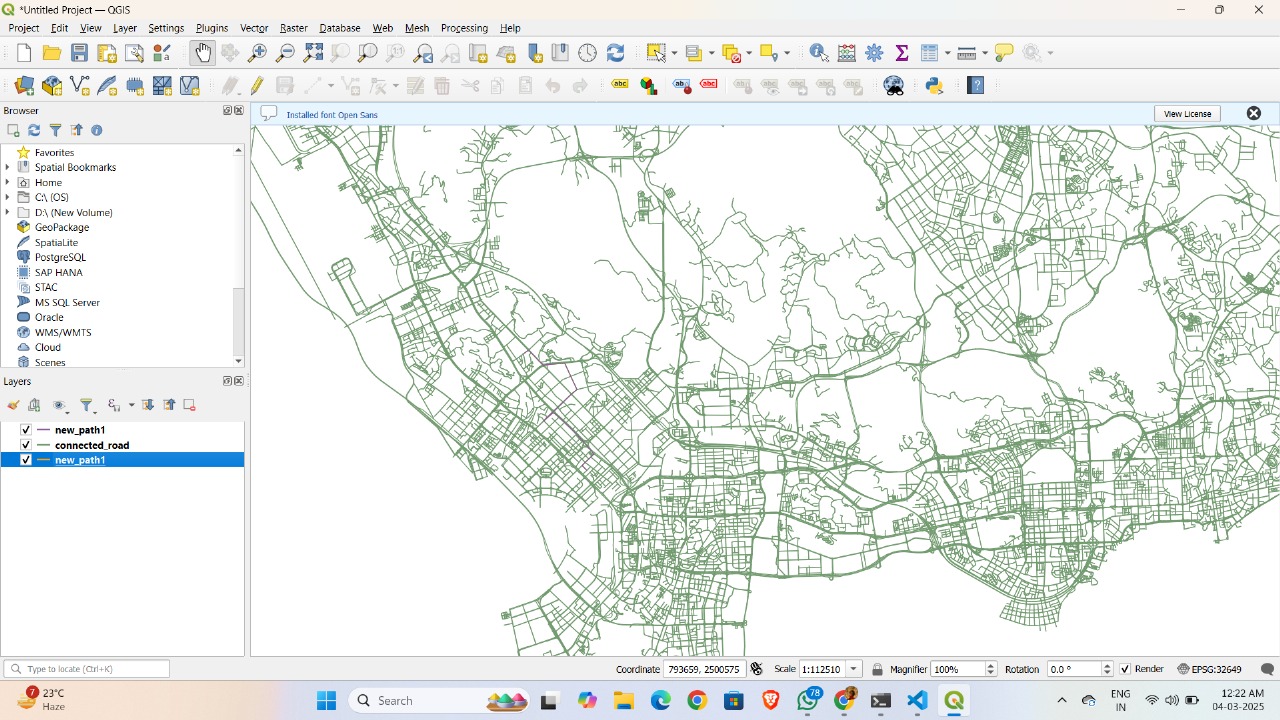 *Untitled Project — QGIS
Project Edit View Layer Settings Plugins Vector Raster Database Web Mesh Processing Help
Browser
Installed font Open Sans
View License
Favorites
Spatial Bookmarks
Home
C:\ (OS)
D:\ (New Volume)
GeoPackage
SpatiaLite
PostgreSQL
SAP HANA
STAC
MS SQL Server
Oracle
WMS/WMTS
Cloud
Scenes
Layers
new_path1
connected_road
new_path1
Type to locate (Ctrl+K)
Coordinate 793659, 2500575 Scale 1:112510 Magnifier 100% Rotation 0.0 ° Render EPSG:32649
7
23°C
Haze
Search
78
ENG
IN
12:22 AM
04-03-2025